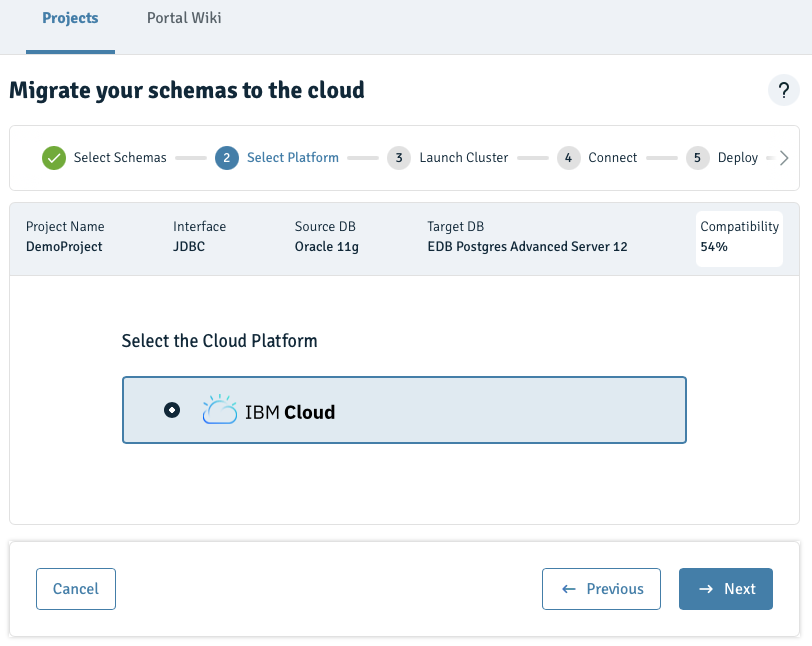 Projects Portal Wiki
Migrate your schemas to the cloud ?
Select Schemas 2 Select Platform 3 Launch Cluster 4 Connect 5 Deploy
Project Name Interface Source DB Target DB Compatibility
DemoProject JDBC Oracle 11g EDB Postgres Advanced Server 12 54%
Select the Cloud Platform
IBM Cloud
Cancel Previous Next